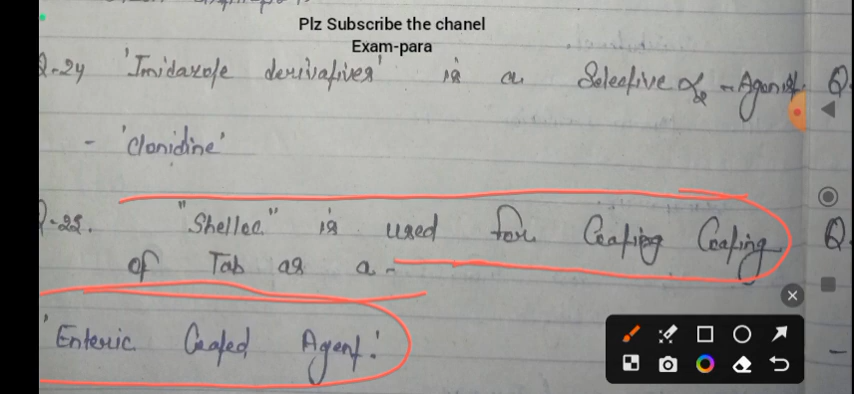 Plz Subscribe the chanel
Exam-para
Q-24 'Imidazole derivatives' is a Selective α2 - Agonist. Q.
- 'Clonidine'
Q-25. "Shellac" is used for Coating Coating Q
of Tab as a -
'Enteric Coated Agent.'